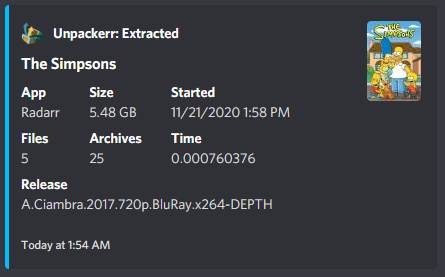 Unpackerr: Extracted
The Simpsons
App Size Started
Radarr 5.48 GB 11/21/2020 1:58 PM
Files Archives Time
5 25 0.000760376
Release
A.Ciambra.2017.720p.BluRay.x264-DEPTH
Today at 1:54 AM
THE
SIMPSONS